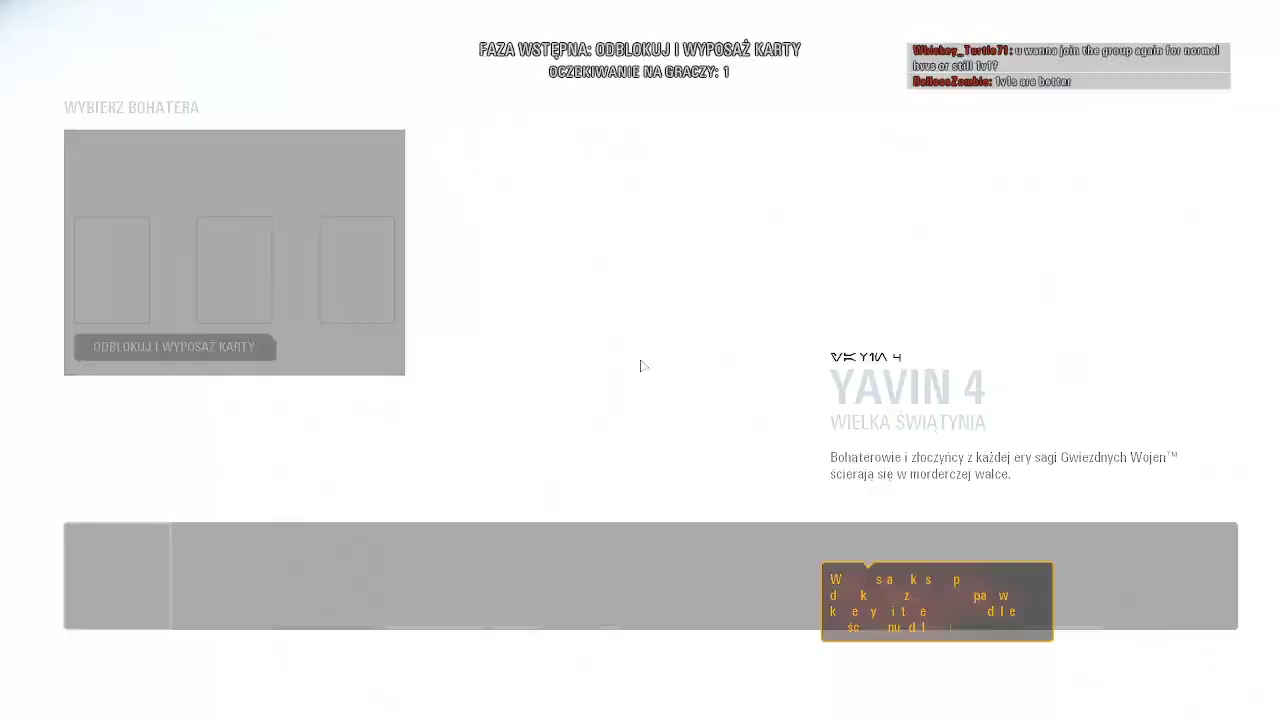 FAZA WSTĘPNA: ODBLOKUJ I WYPOSAŻ KARTY
OCZEKIWANIE NA GRACZY: 1
Whiskey_Turtle71: u wanna join the group again for normal
hvvs or still 1v1?
1v1s are better
WYBIERZ BOHATERA
ODBLOKUJ I WYPOSAŻ KARTY
YAVIN 4
WIELKA ŚWIĄTYNIA
Bohaterowie i złoczyńcy z każdej ery sagi Gwiezdnych Wojen™
ścierają się w morderczej walce.